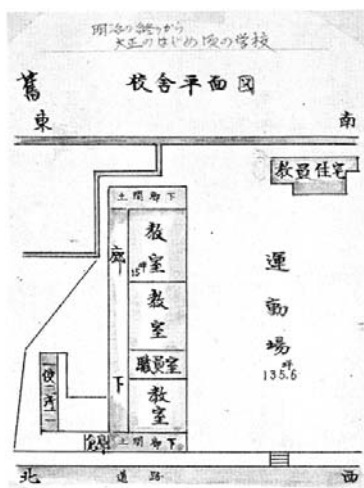 明治の終りから
大正のはじめ頃の学校
校舎平面図
舊
東
南
教員住宅
土間廊下
廊下
教室
15坪
教室
職員室
教室
運動場
坪
135.6
便所
土間廊下
北
道路
西